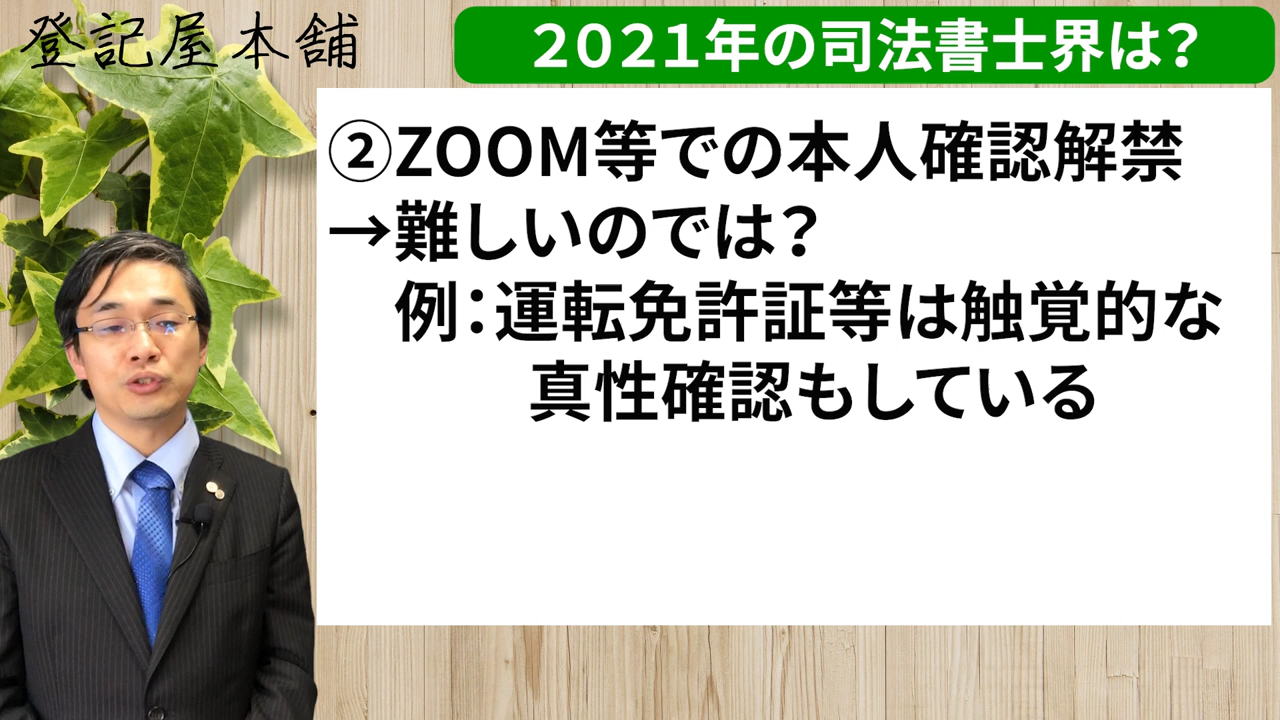 登記屋本舗
2021年の司法書士界は?
②ZOOM等での本人確認解禁
→難しいのでは?
例:運転免許証等は触覚的な
真性確認もしている